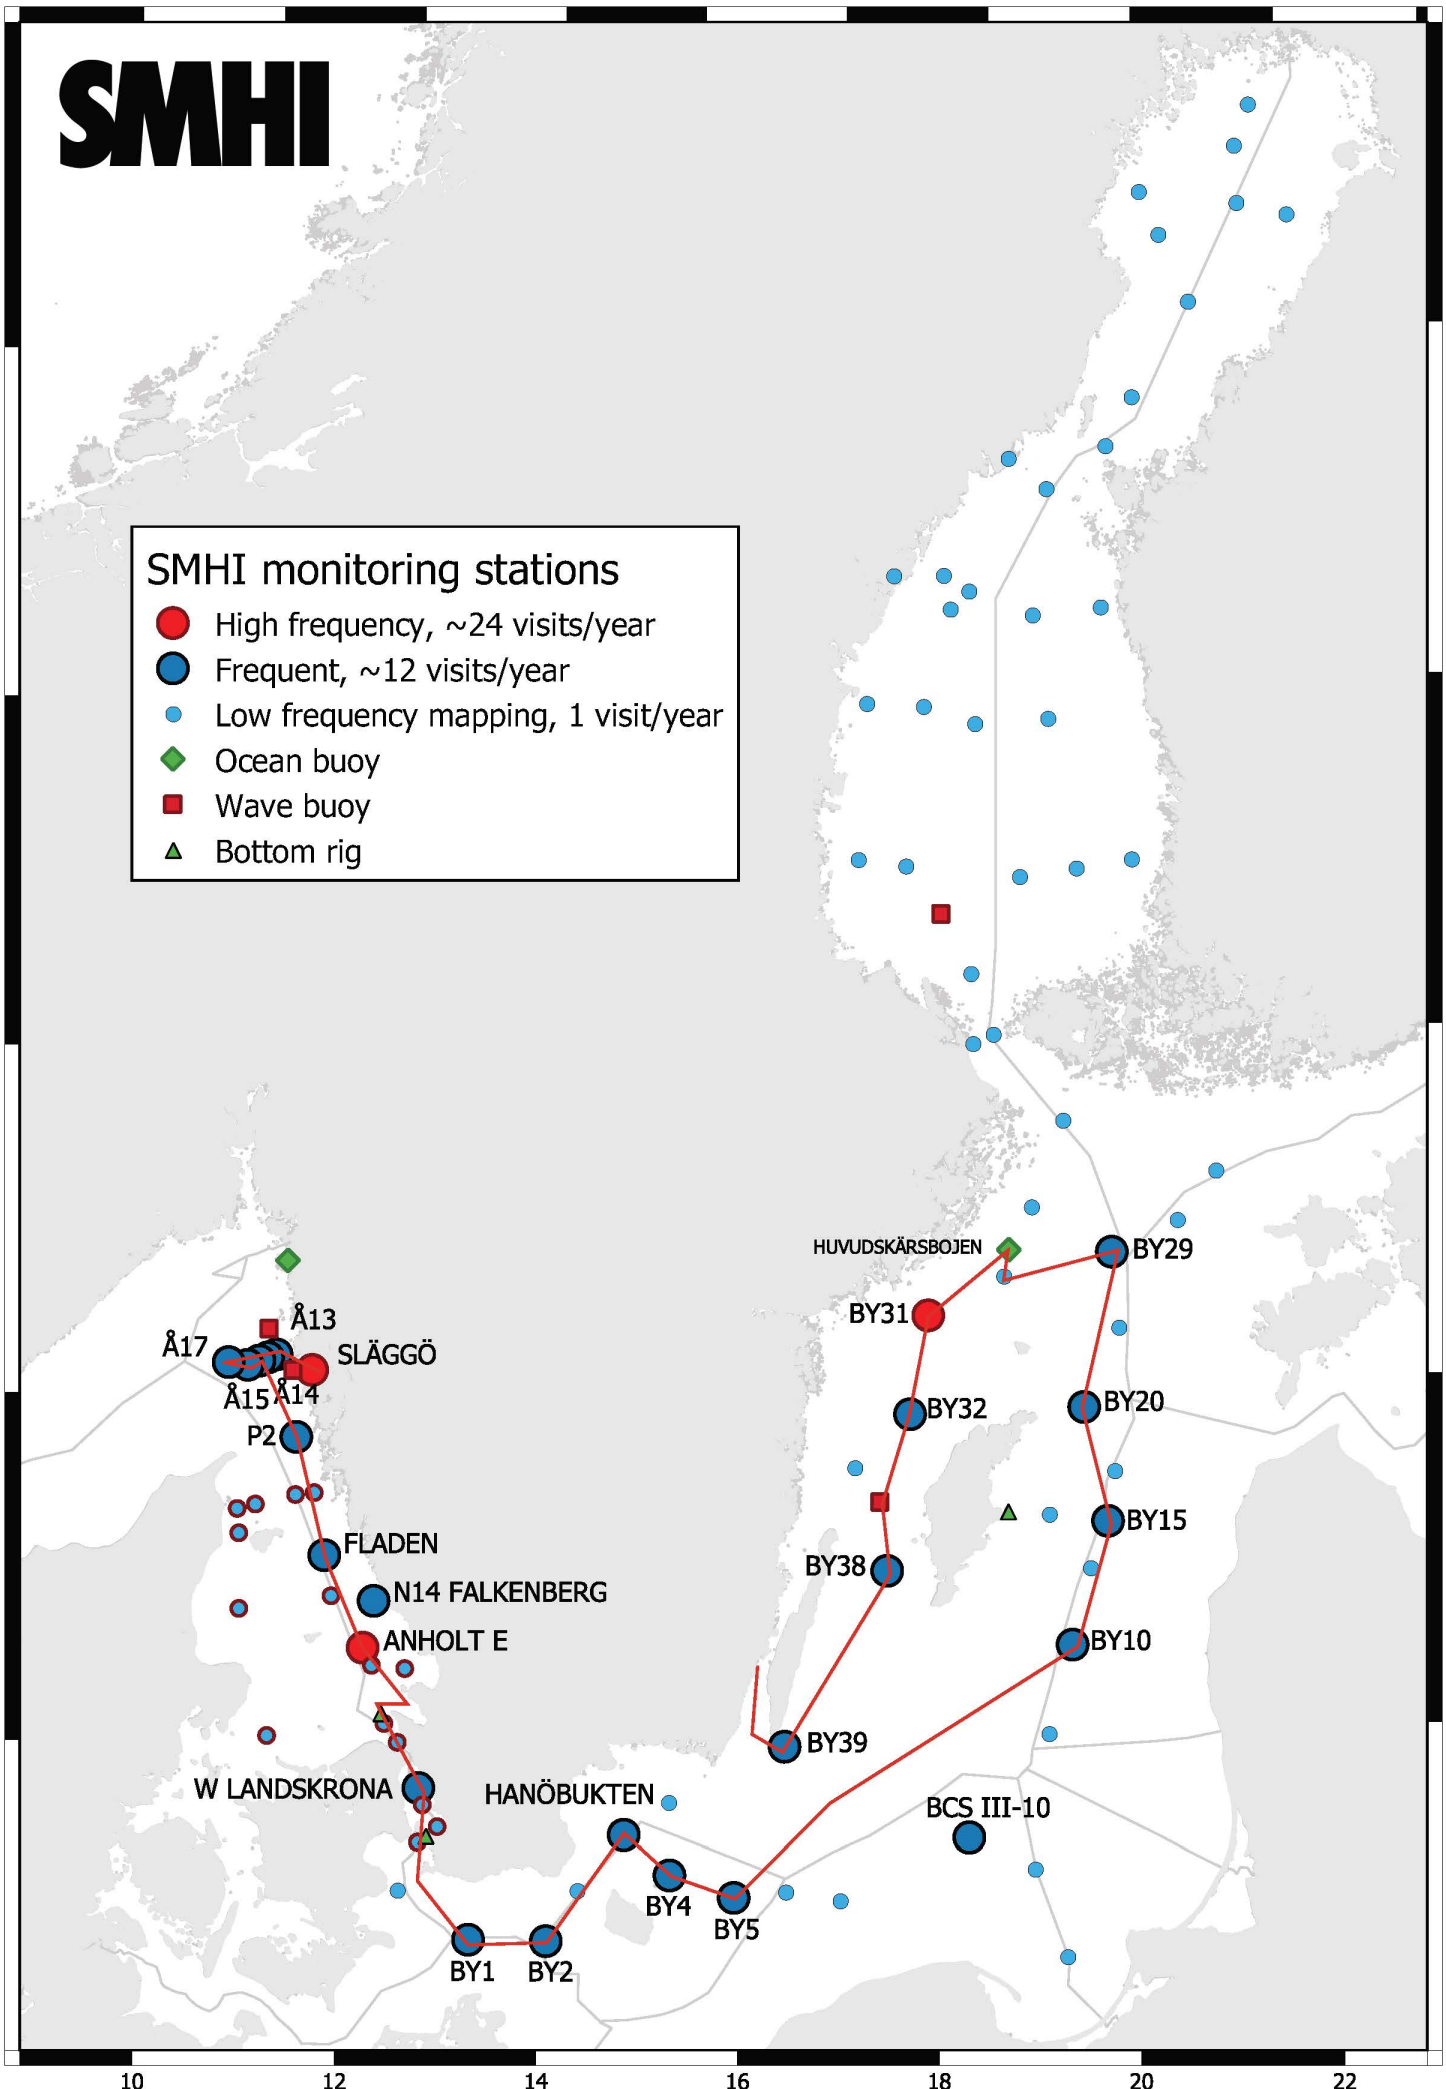 SMHI
SMHI monitoring stations
High frequency, ~24 visits/year
Frequent, ~12 visits/year
Low frequency mapping, 1 visit/year
Ocean buoy
Wave buoy
Bottom rig
HUVUDSKÄRSBOJEN
BY29
BY31
Å13
Å17
SLÄGGÖ
Å15
Å14
BY32
BY20
P2
BY15
FLADEN
BY38
N14 FALKENBERG
ANHOLT E
BY10
BY39
W LANDSKRONA
HANÖBUKTEN
BCS III-10
BY4
BY5
BY1
BY2
10
12
14
16
18
20
22